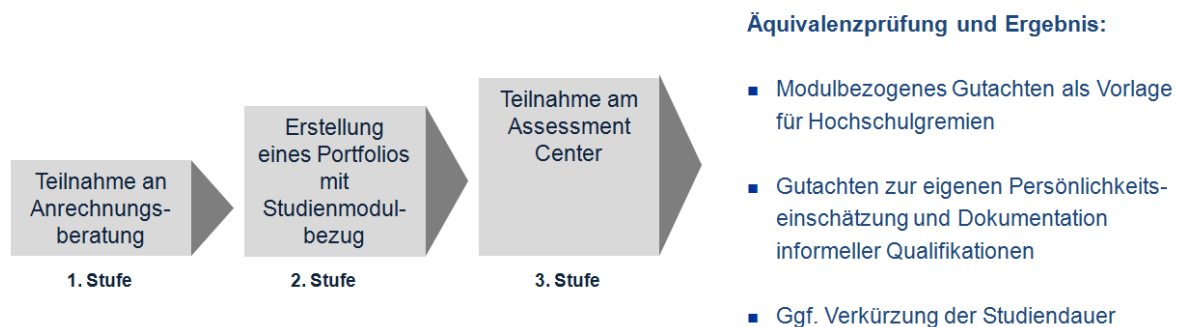 Teilnahme an
Anrechnungs-
beratung
1. Stufe
Erstellung
eines Portfolios
mit
Studienmodul-
bezug
2. Stufe
Teilnahme am
Assessment
Center
3. Stufe
Äquivalenzprüfung und Ergebnis:
■ Modulbezogenes Gutachten als Vorlage
für Hochschulgremien
■ Gutachten zur eigenen Persönlichkeits-
einschätzung und Dokumentation
informeller Qualifikationen
■ Ggf. Verkürzung der Studiendauer